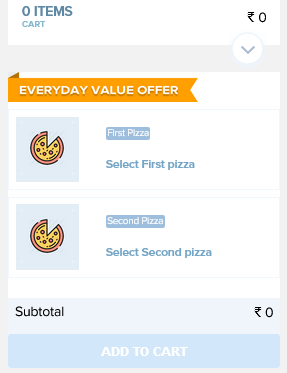 0 ITEMS ₹ 0
CART
EVERYDAY VALUE OFFER
First Pizza
Select First pizza
Second Pizza
Select Second pizza
Subtotal ₹ 0
ADD TO CART